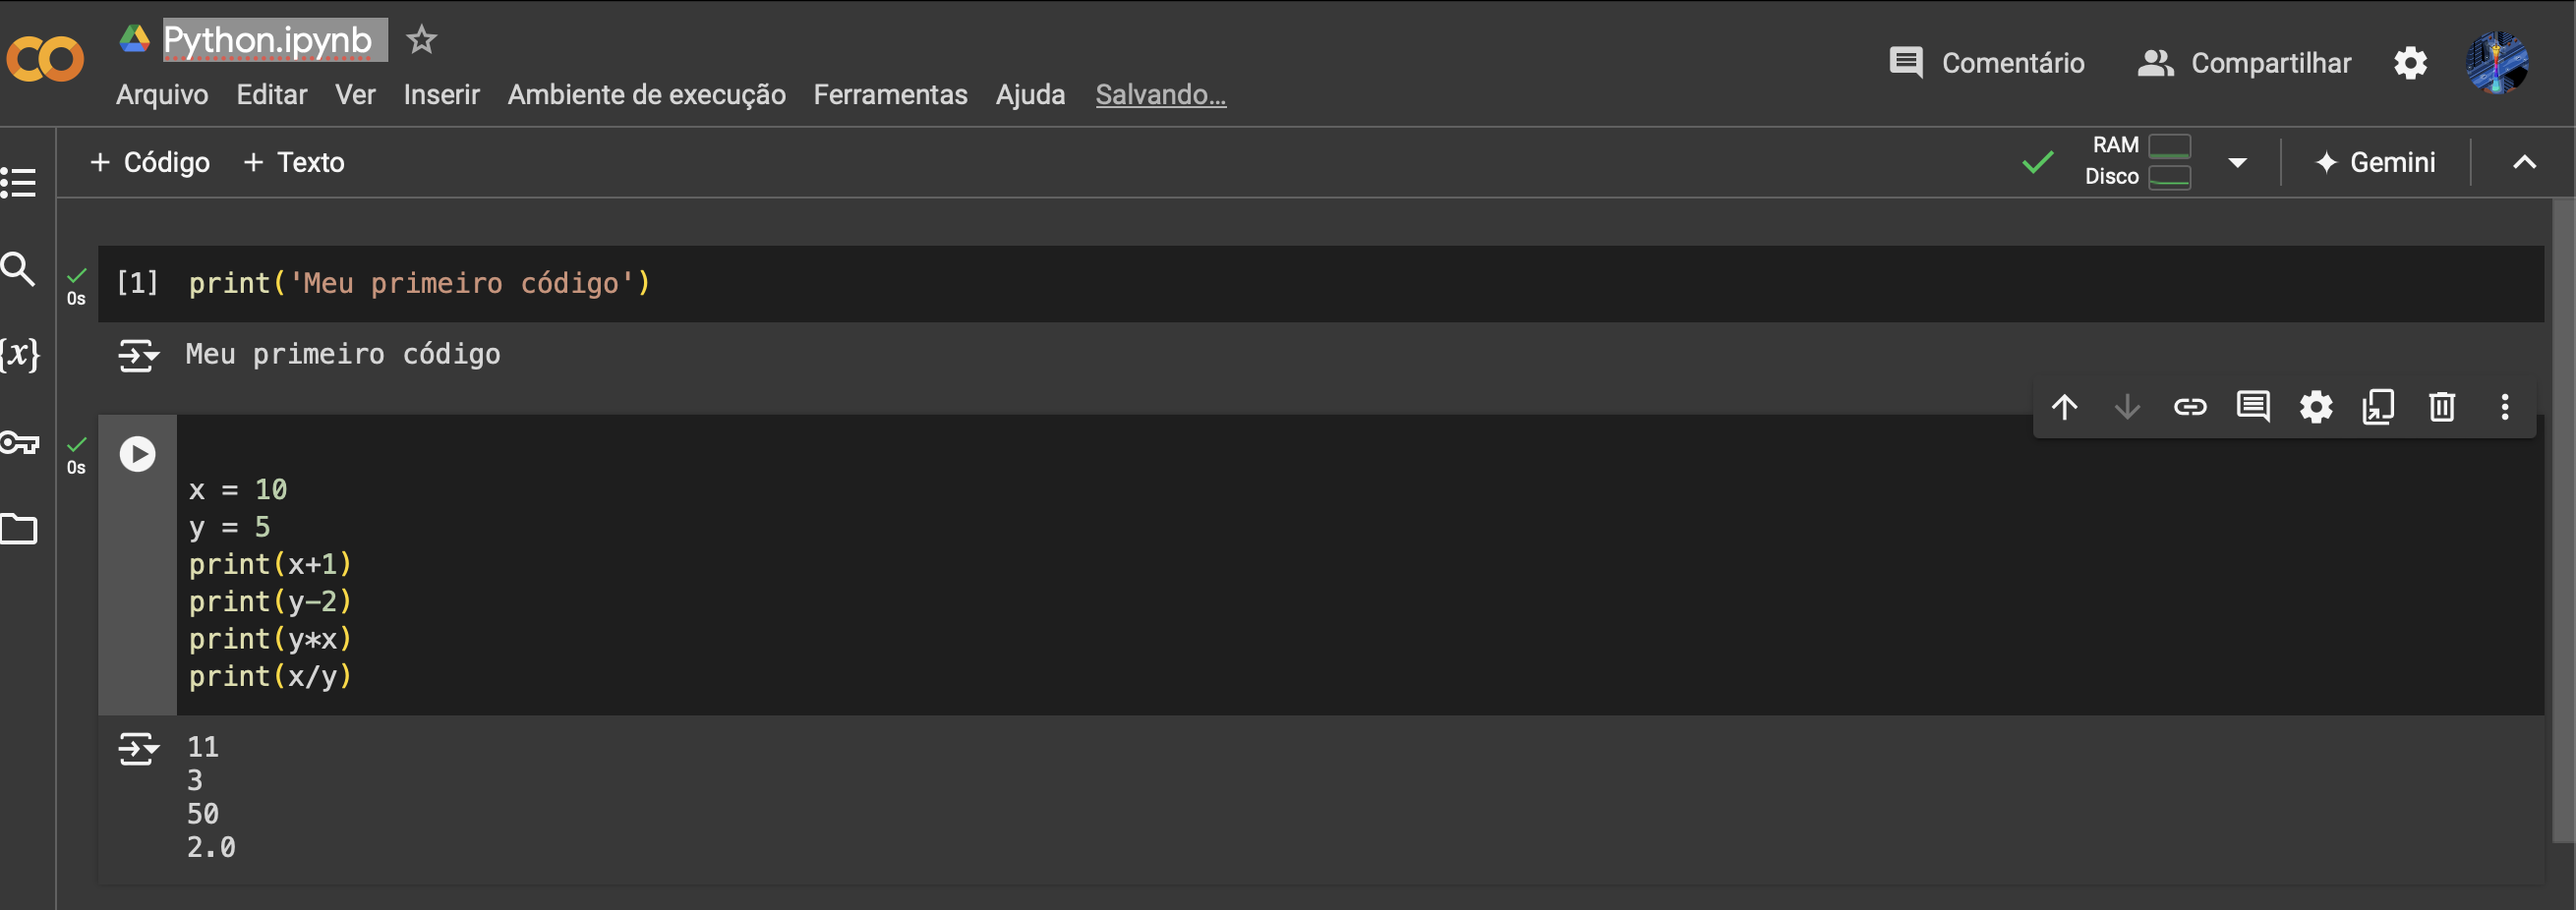 Python.ipynb
Arquivo Editar Ver Inserir Ambiente de execução Ferramentas Ajuda Salvando...
Comentário Compartilhar
+ Código + Texto
RAM
Disco
Gemini
[1] print('Meu primeiro código')
0s
Meu primeiro código
{x}
0s
x = 10
y = 5
print(x+1)
print(y-2)
print(y*x)
print(x/y)
11
3
50
2.0